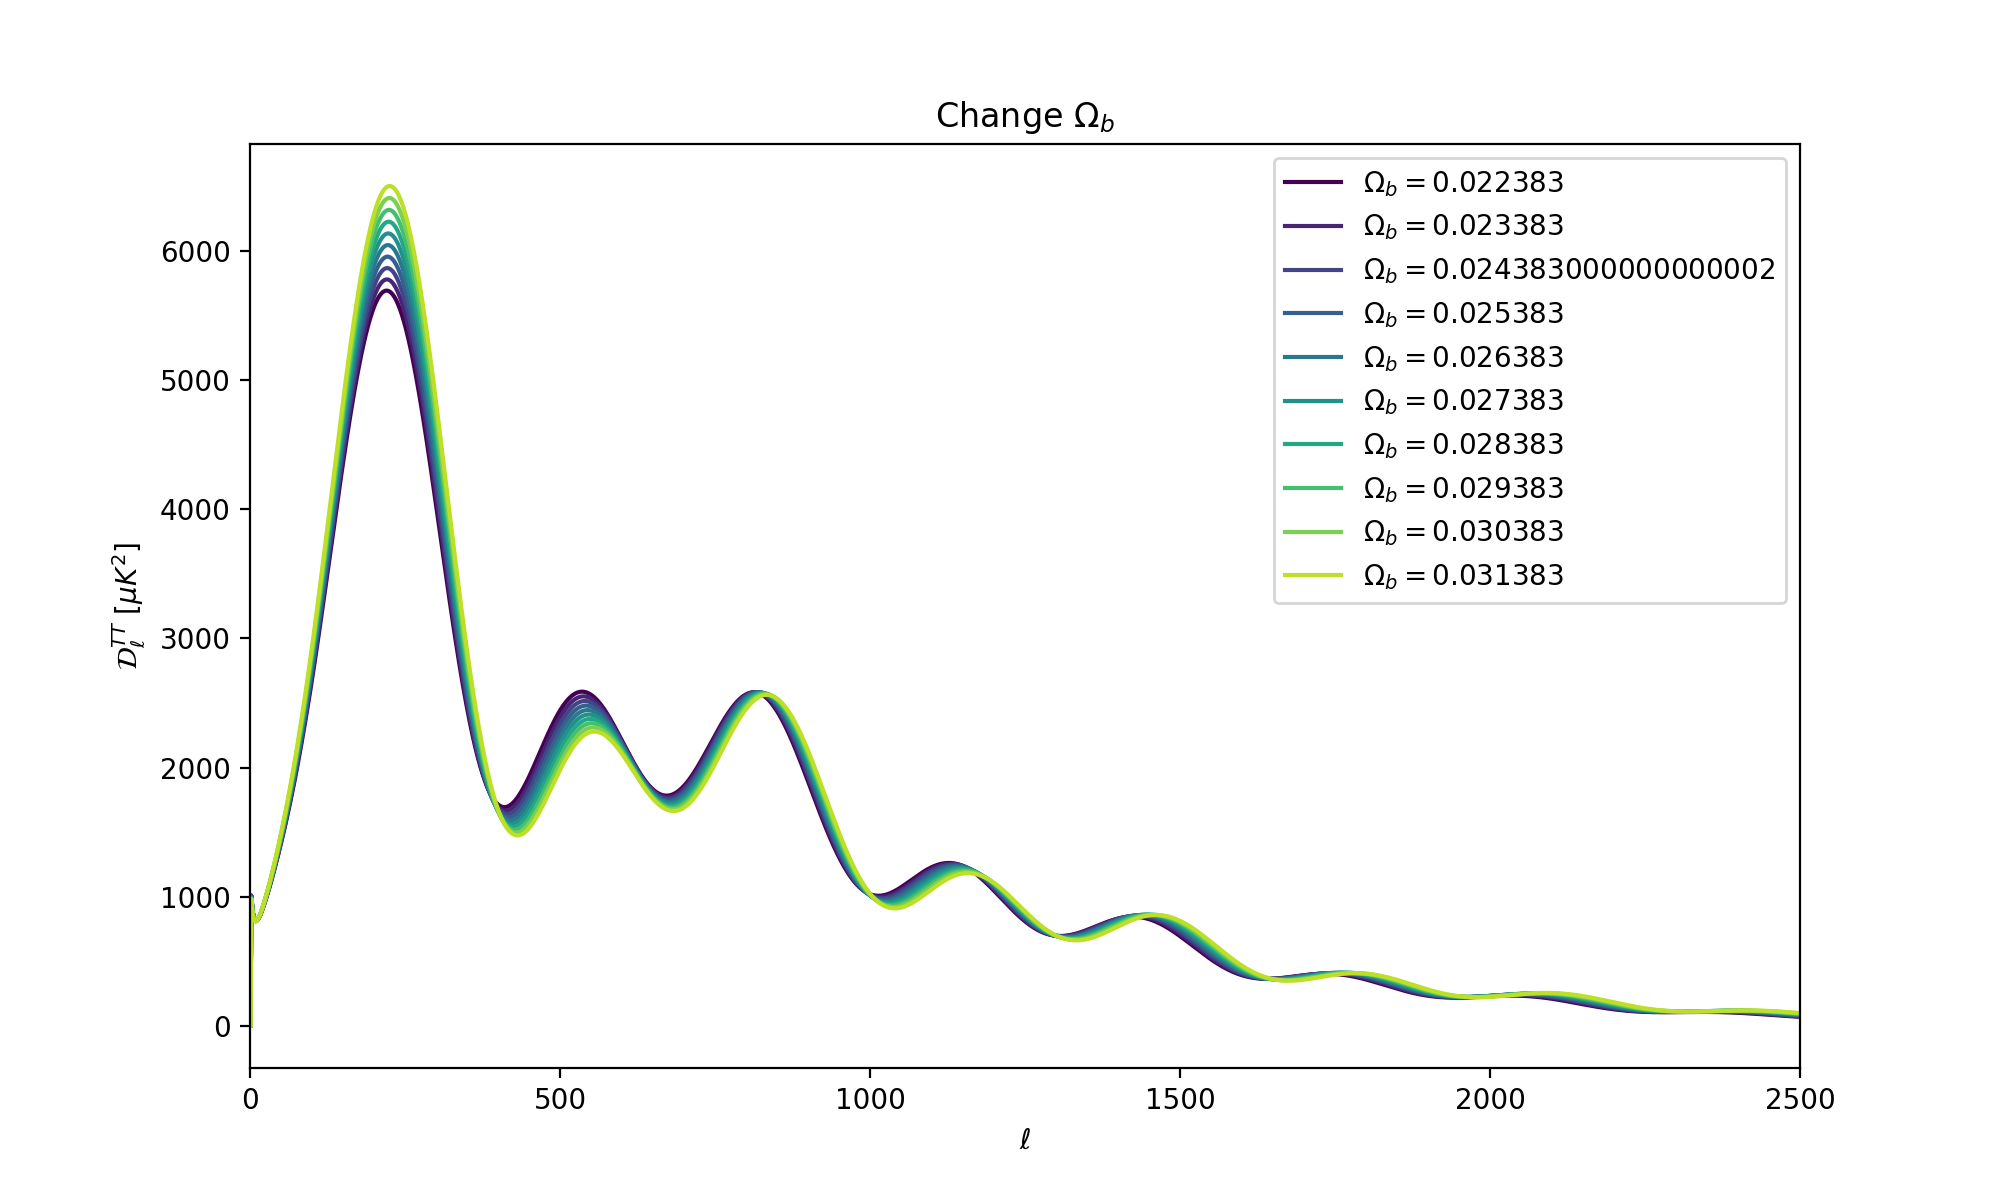 Change Ω_b
Ω_b = 0.022383
Ω_b = 0.023383
Ω_b = 0.024383000000000002
Ω_b = 0.025383
Ω_b = 0.026383
Ω_b = 0.027383
Ω_b = 0.028383
Ω_b = 0.029383
Ω_b = 0.030383
Ω_b = 0.031383
𝒟_ℓ^TT [μK²]
6000
5000
4000
3000
2000
1000
0
0 500 1000 1500 2000 2500
ℓ